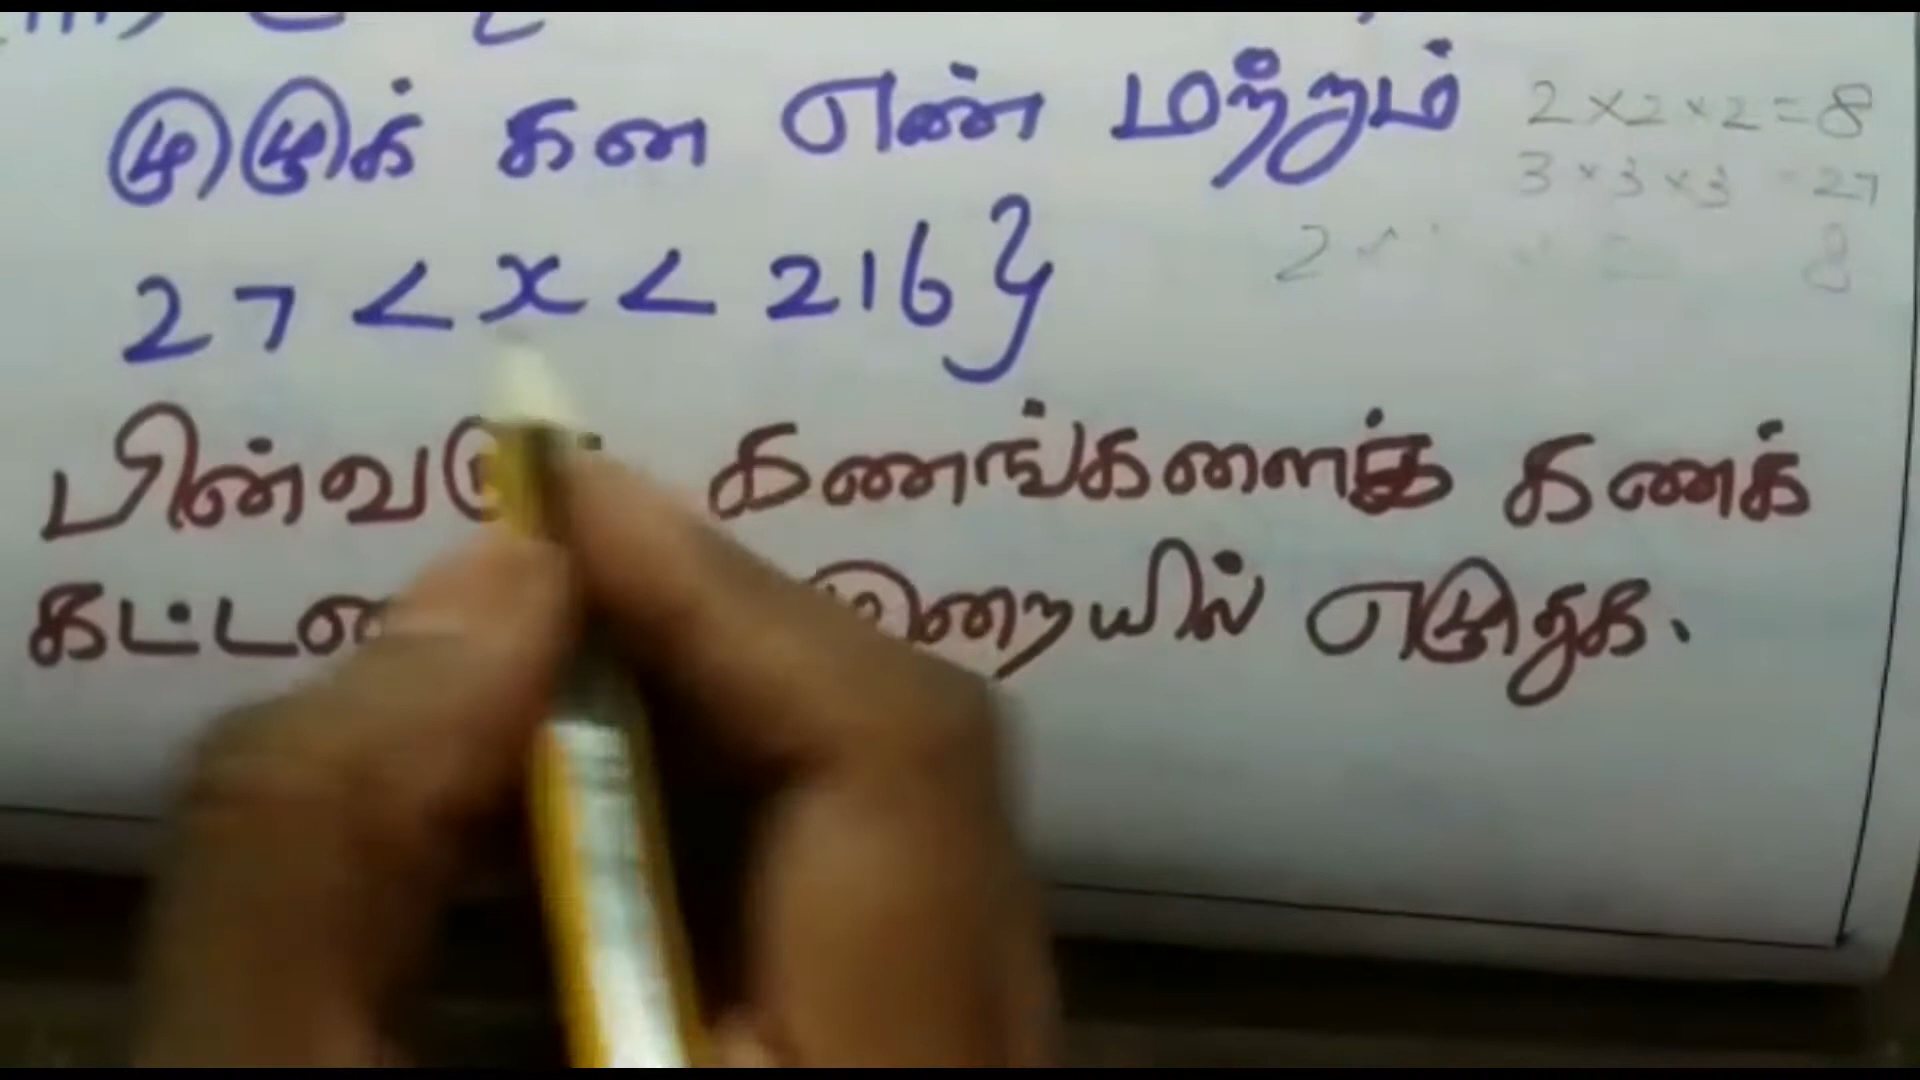 முழுக் கன எண் மற்றும்
2×2×2=8
3×3×3=27
27<x<216}
பின்வரும் கணங்களைக் கணக்
கட்டமைப்பு முறையில் எழுதுக.